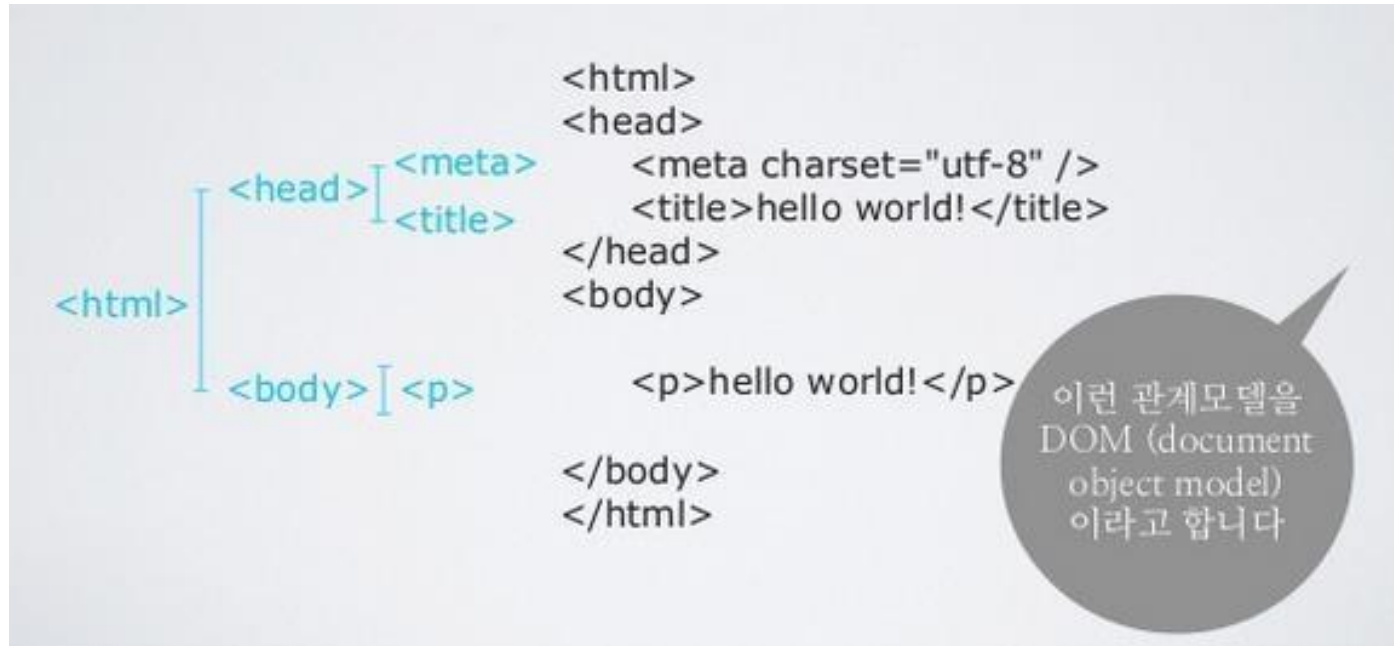 <html>
<head>
<meta charset="utf-8" />
<title>hello world!</title>
</head>
<body>
<p>hello world!</p>
</body>
</html>
<html>
<head>
<meta>
<title>
<body>
<p>
이런 관계모델을
DOM (document
object model)
이라고 합니다